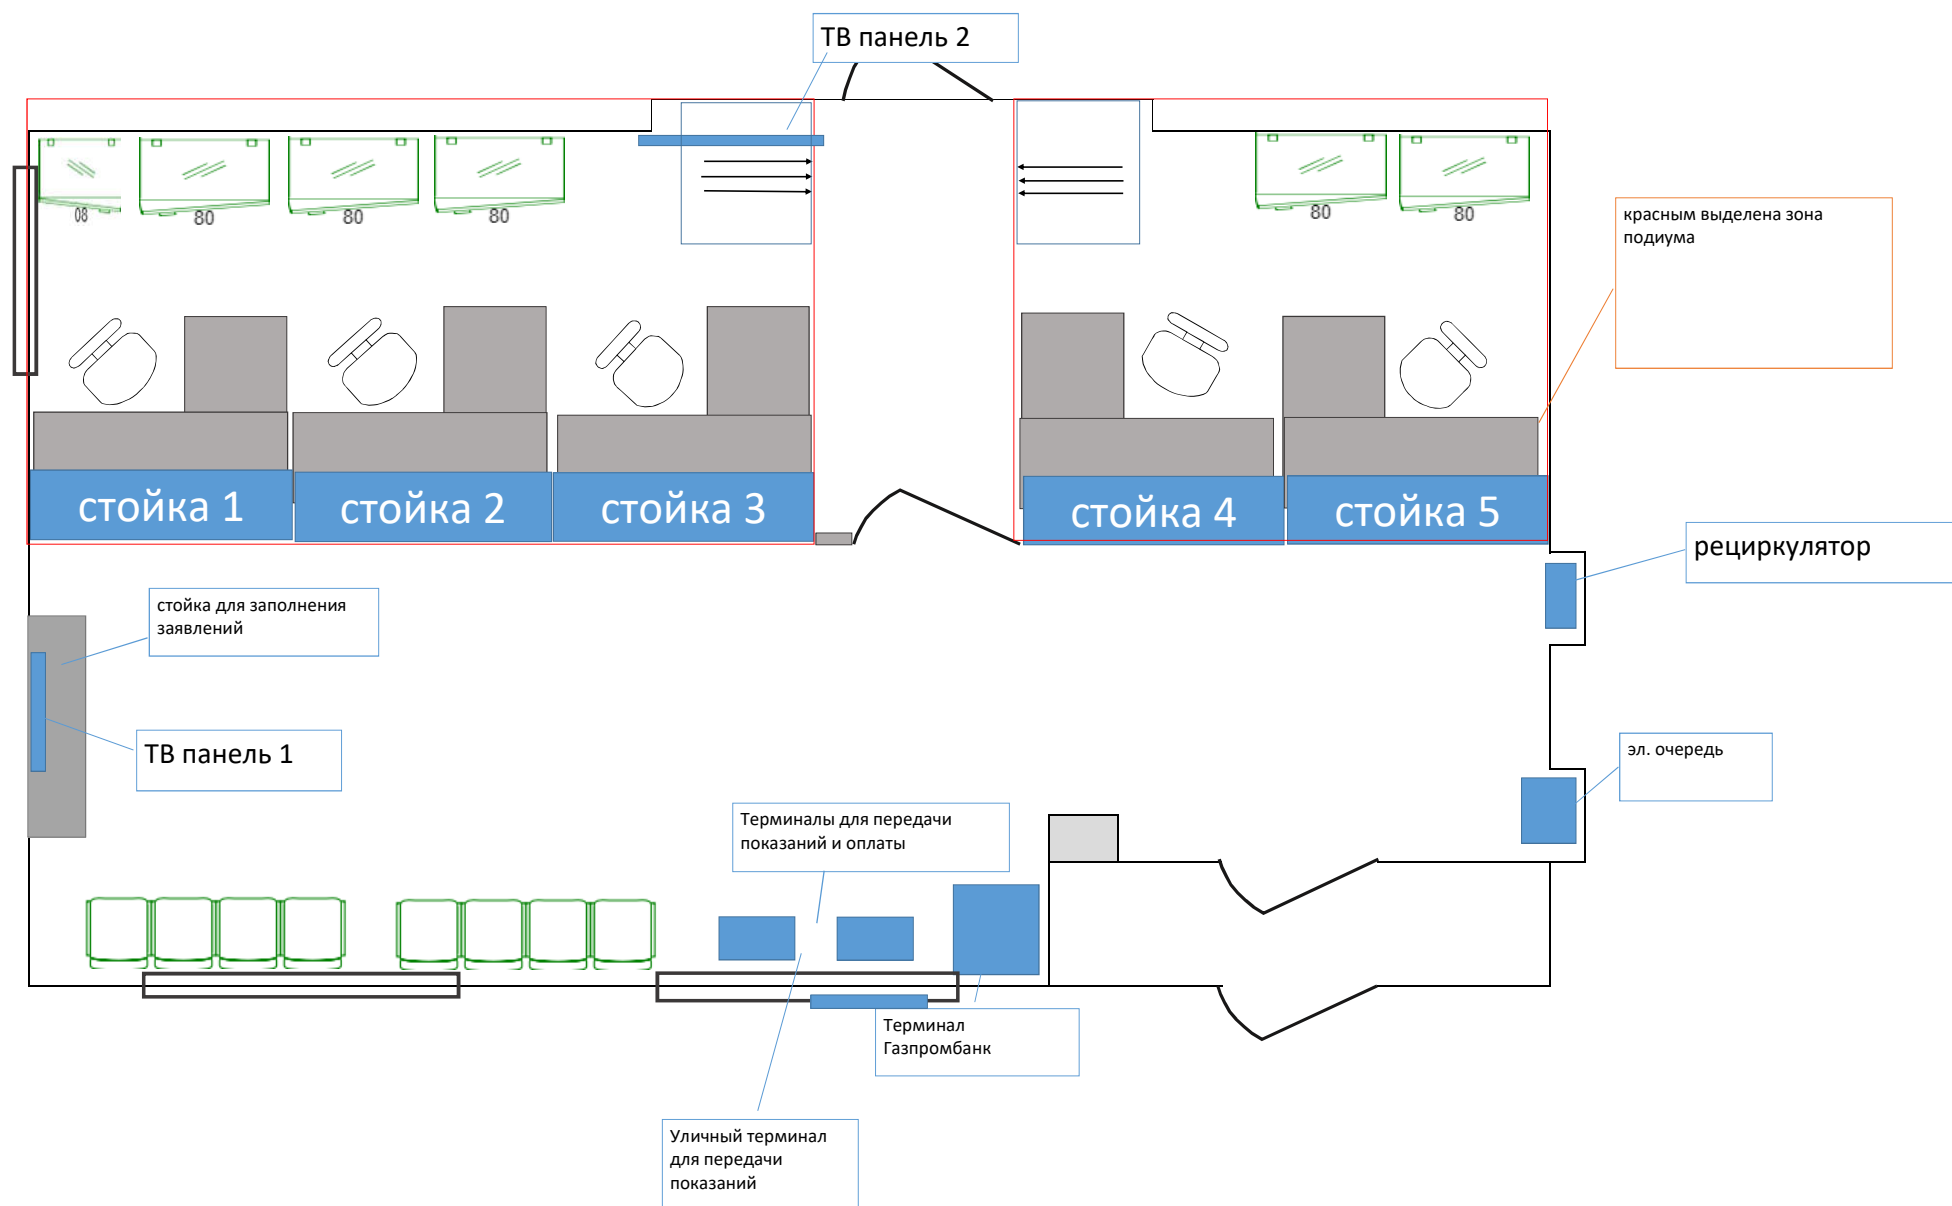 ТВ панель 2
80
80
80
80
80
80
красным выделена зона
подиума
стойка 1
стойка 2
стойка 3
стойка 4
стойка 5
рециркулятор
стойка для заполнения
заявлений
ТВ панель 1
эл. очередь
Терминалы для передачи
показаний и оплаты
Терминал
Газпромбанк
Уличный терминал
для передачи
показаний